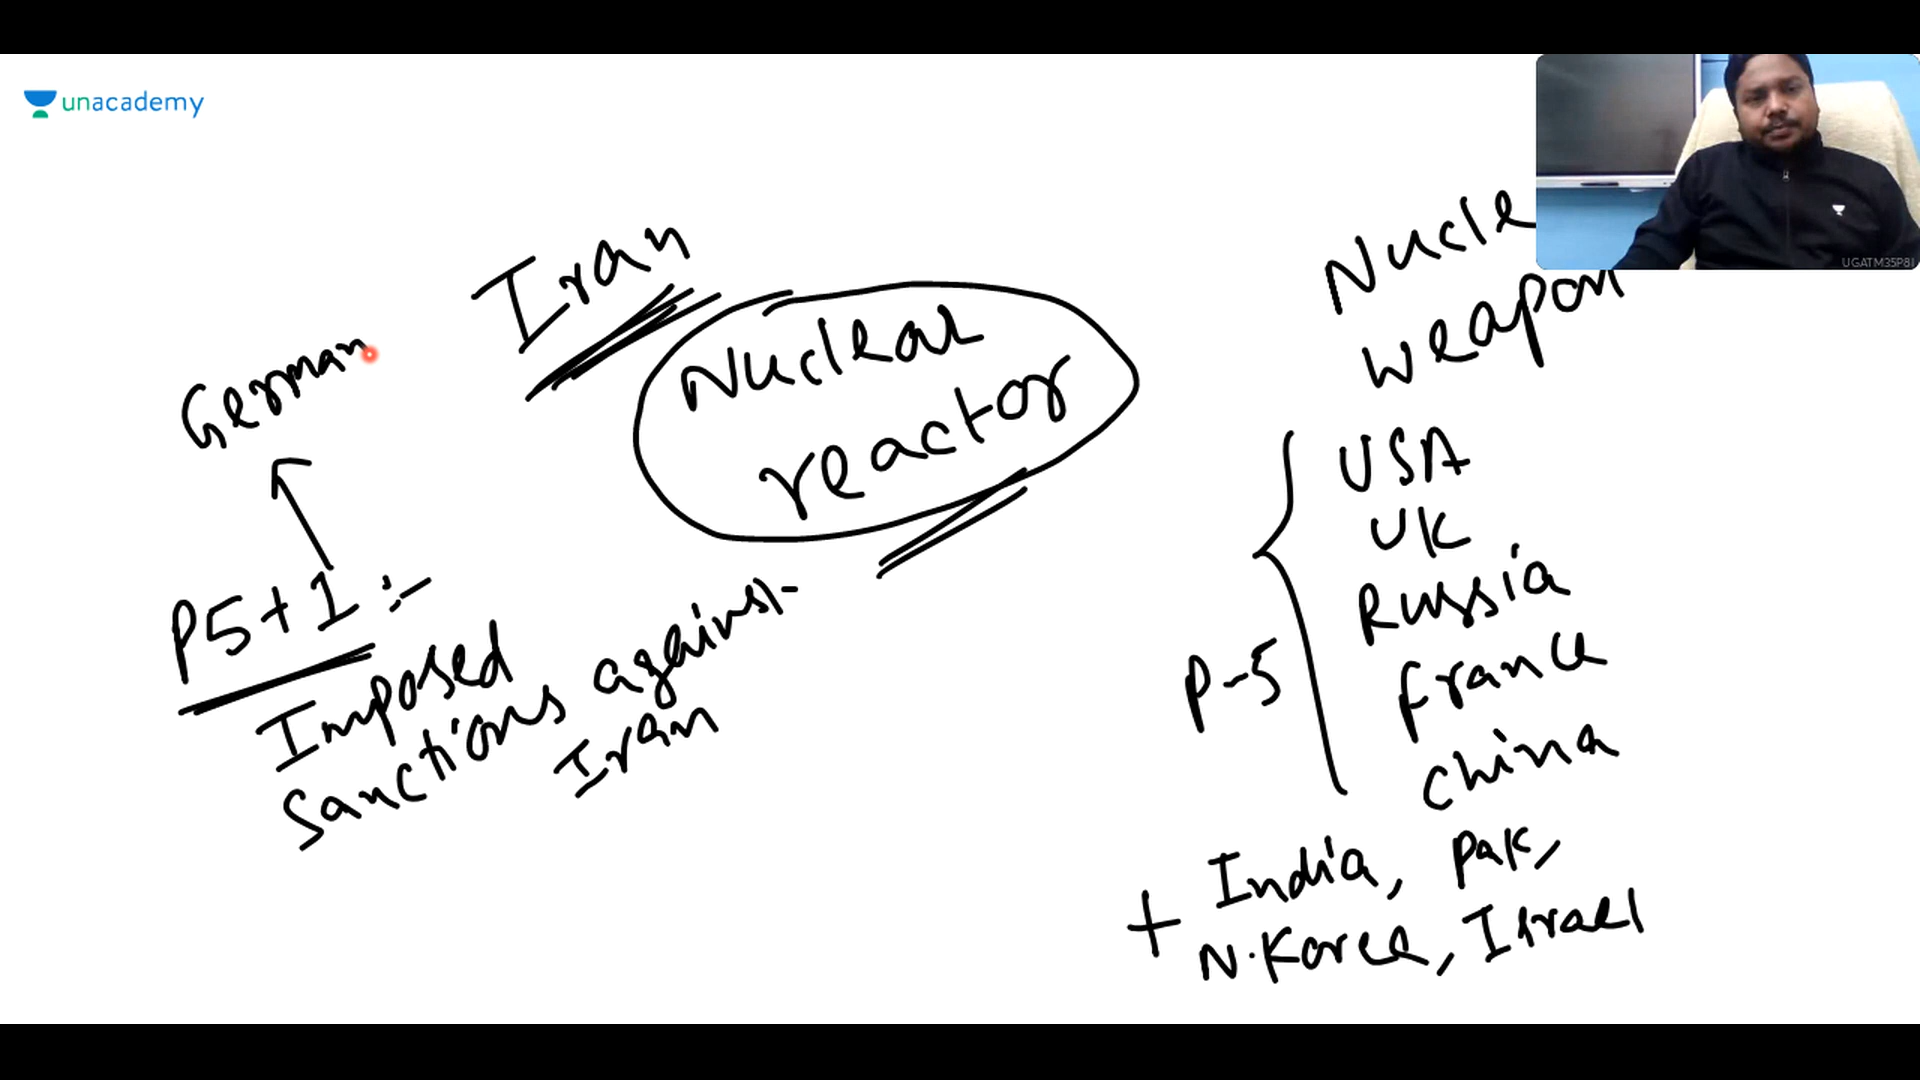 unacademy
UGATM35P8I
Iran
Nuclear
reactor
German
P5+1 :-
Imposed
Sanctions against
Iran
Nucle
weapon
P-5
USA
UK
Russia
France
China
+ India, Pak,
N.Korea, Israel